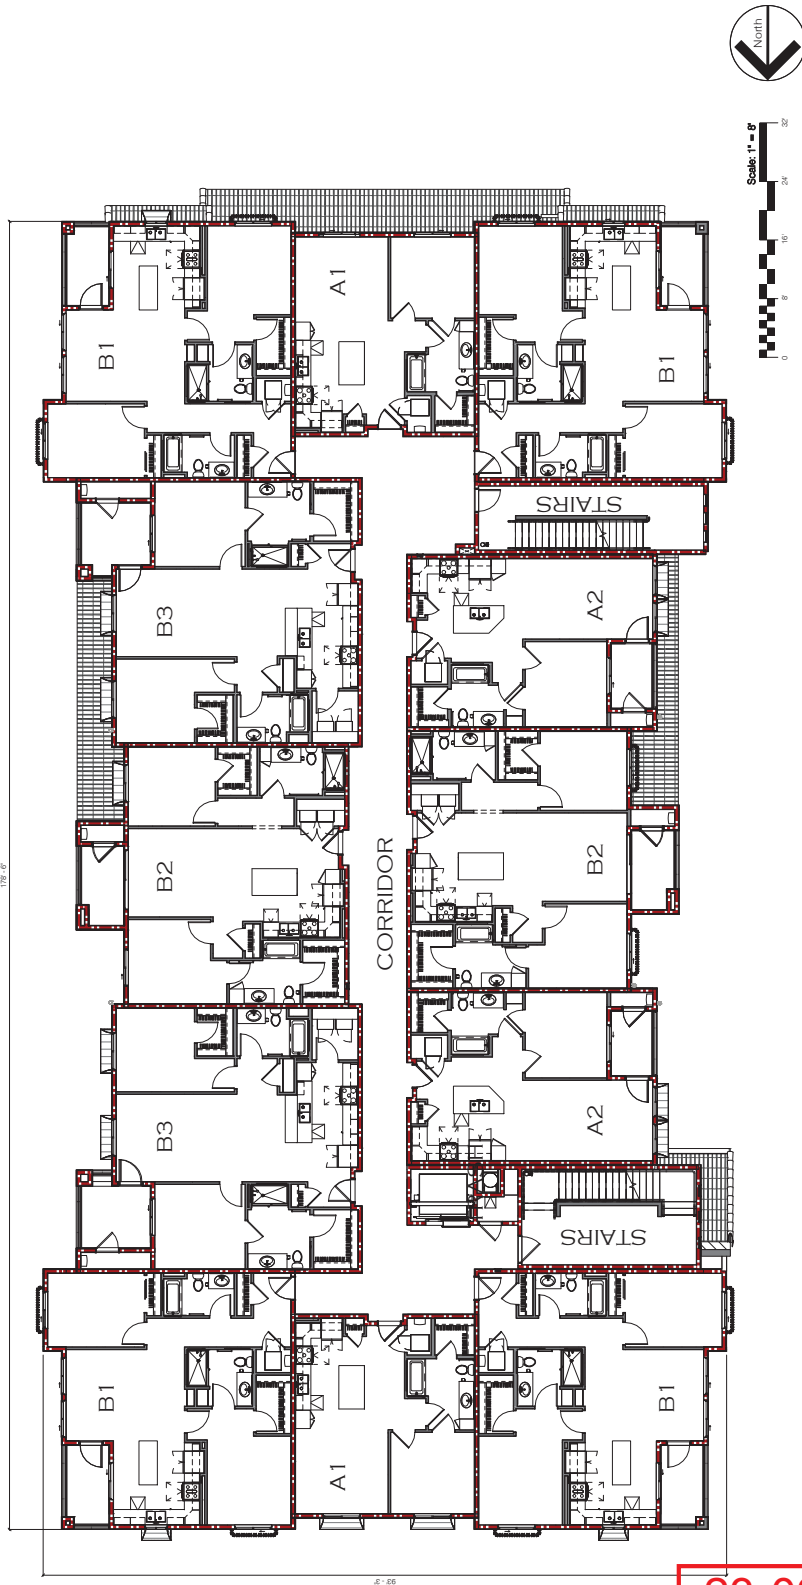 North
Scale: 1" = 8'
0 8' 16' 24' 32'
178' - 6"
93' - 3"
B1
A1
B1
STAIRS
B3
A2
B2
B2
CORRIDOR
B3
A2
STAIRS
B1
A1
B1